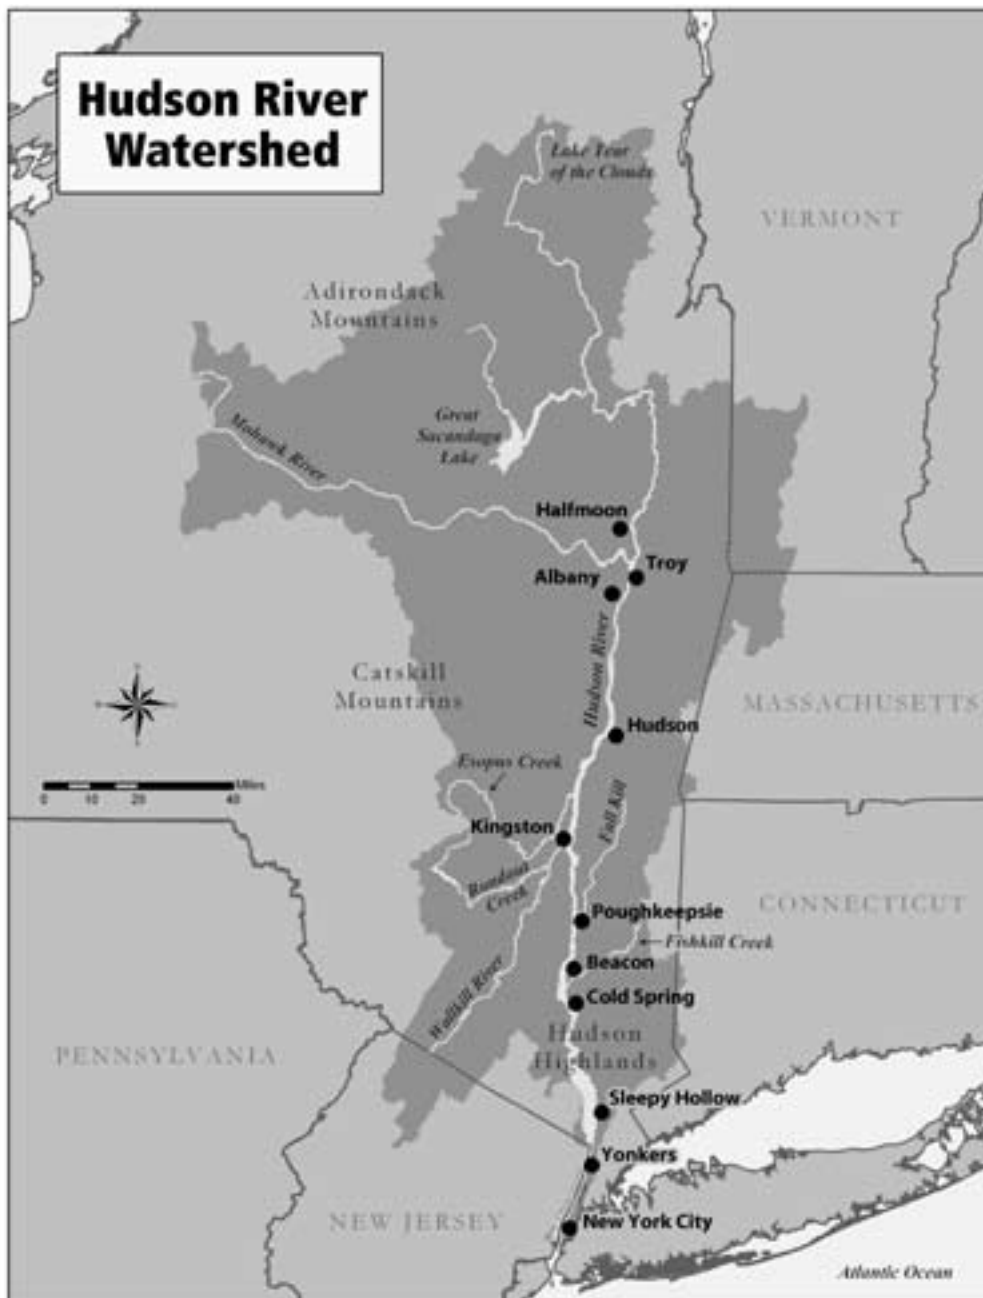 Hudson River
Watershed
Lake Tear
of the Clouds
VERMONT
Adirondack
Mountains
Great
Sacandaga
Lake
Mohawk River
Halfmoon
Troy
Albany
Hudson River
Catskill
Mountains
MASSACHUSETTS
Hudson
Esopus Creek
Miles
0 10 20 40
Fall Kill
Kingston
Rondout
Creek
Poughkeepsie
CONNECTICUT
Fishkill Creek
Beacon
Wallkill River
Cold Spring
Hudson
Highlands
PENNSYLVANIA
Sleepy Hollow
Yonkers
NEW JERSEY
New York City
Atlantic Ocean